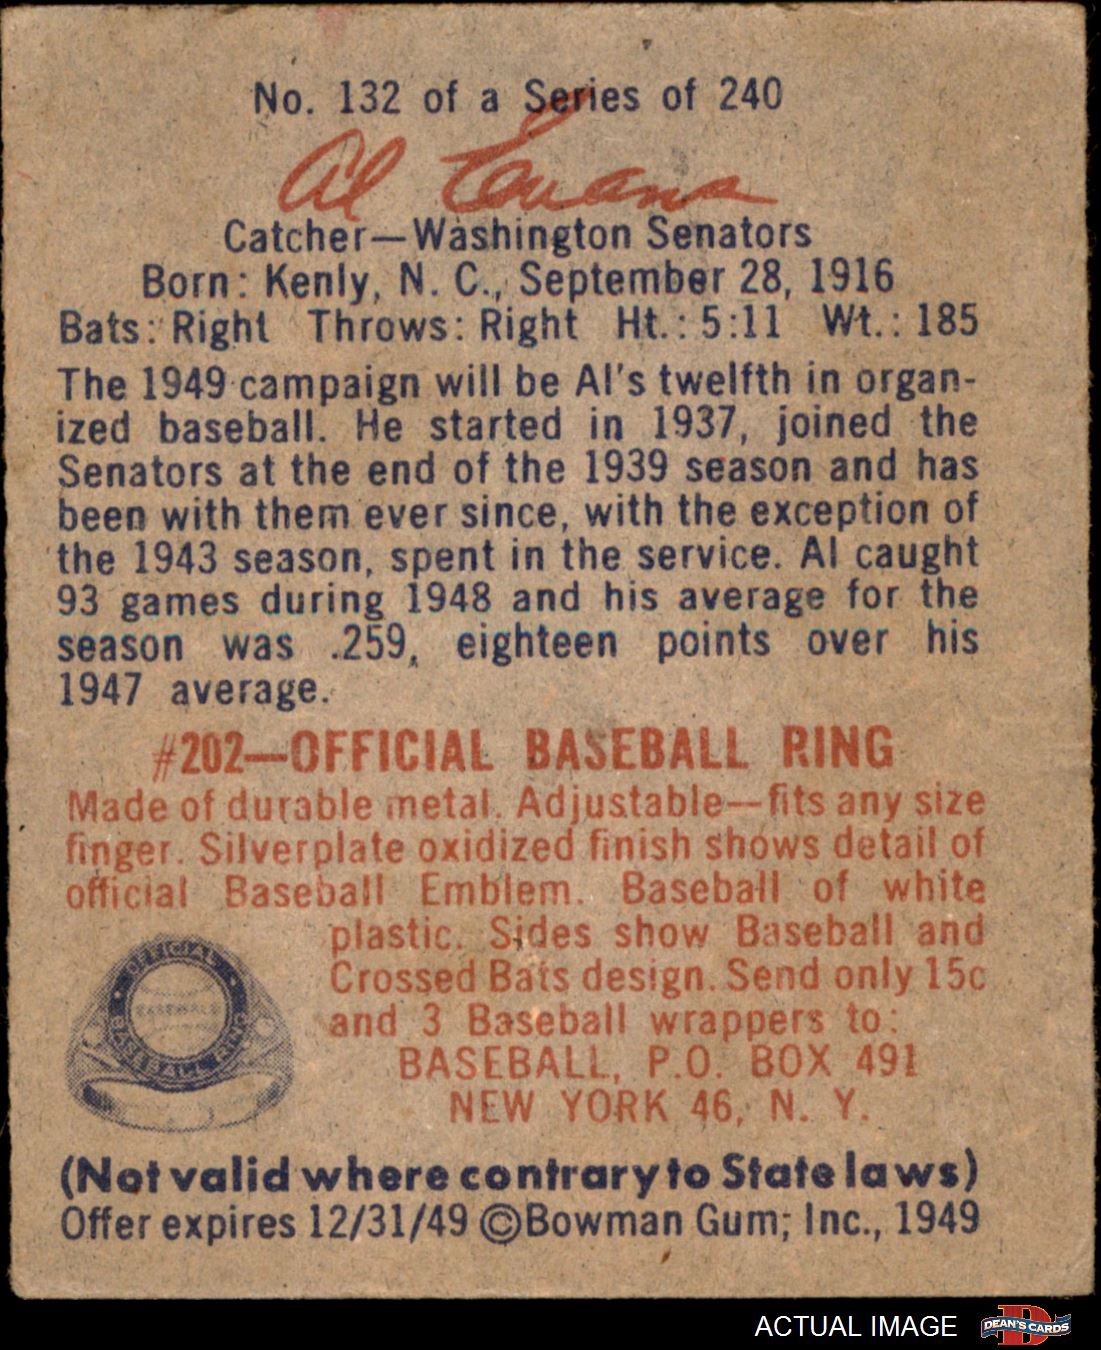 No. 132 of a Series of 240
Al Evans
Catcher—Washington Senators
Born: Kenly, N. C., September 28, 1916
Bats: Right Throws: Right Ht.: 5:11 Wt.: 185
The 1949 campaign will be Al's twelfth in organ-
ized baseball. He started in 1937, joined the
Senators at the end of the 1939 season and has
been with them ever since, with the exception of
the 1943 season, spent in the service. Al caught
93 games during 1948 and his average for the
season was .259, eighteen points over his
1947 average.
#202—OFFICIAL BASEBALL RING
Made of durable metal. Adjustable—fits any size
finger. Silverplate oxidized finish shows detail of
official Baseball Emblem. Baseball of white
plastic. Sides show Baseball and
Crossed Bats design. Send only 15c
and 3 Baseball wrappers to:
BASEBALL, P.O. BOX 491
NEW YORK 46, N. Y.
OFFICIAL
BASEBALL
(Not valid where contrary to State laws)
Offer expires 12/31/49 ©Bowman Gum; Inc., 1949
ACTUAL IMAGE
DEAN'S CARDS